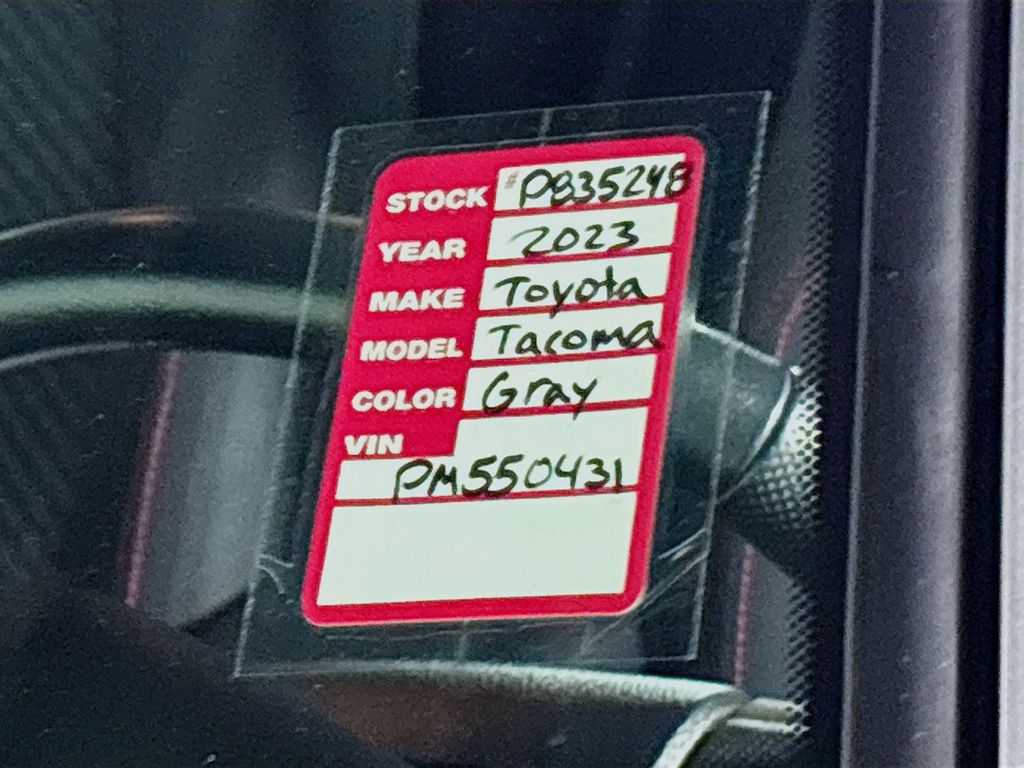 STOCK # P835248
YEAR 2023
MAKE Toyota
MODEL Tacoma
COLOR Gray
VIN
PM550431